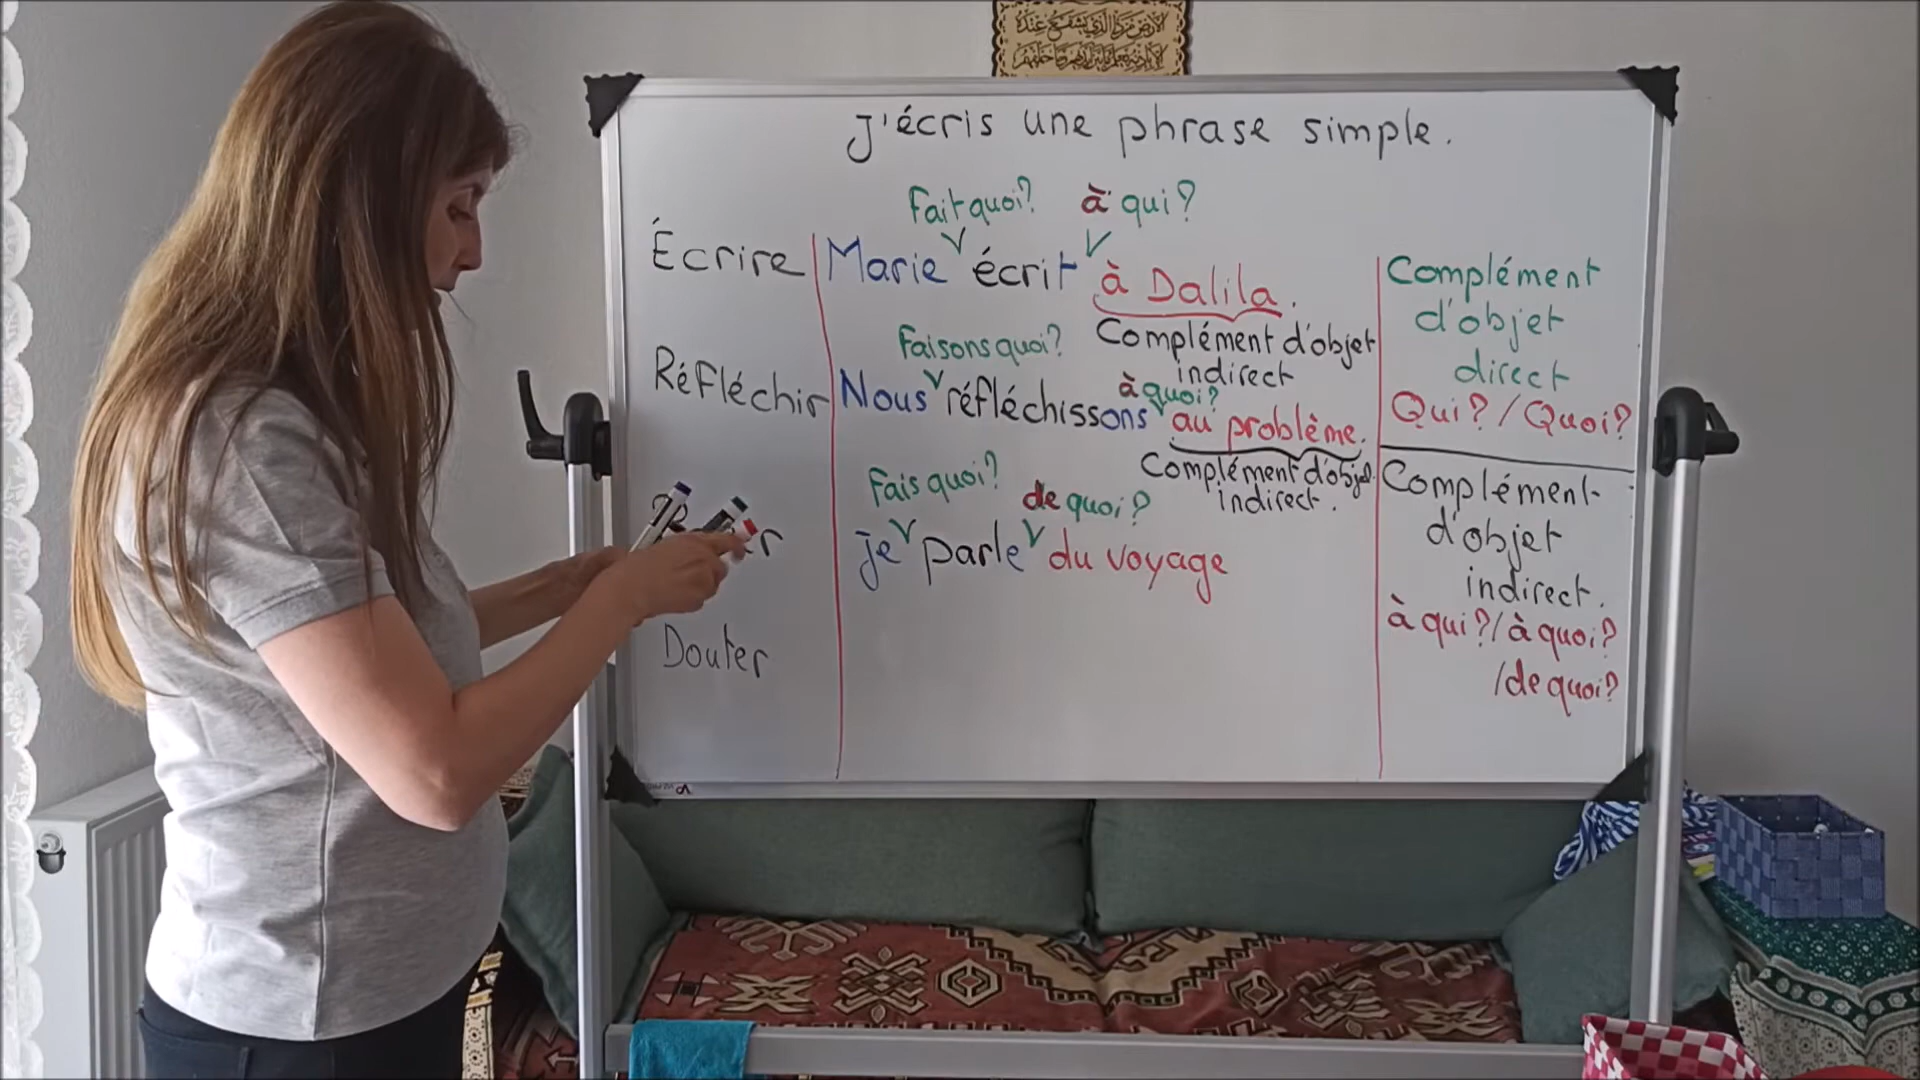 J'écris une phrase simple.
Fait quoi? à qui?
Écrire Marie écrit à Dalila.
Complément d'objet
indirect
Faisons quoi? à quoi?
Réfléchir Nous réfléchissons au problème.
Complément d'objet
indirect.
Fais quoi? de quoi?
je parle du voyage
Douter
Complément
d'objet
direct
Qui? / Quoi?
Complément
d'objet
indirect.
à qui? / à quoi?
/ de quoi?